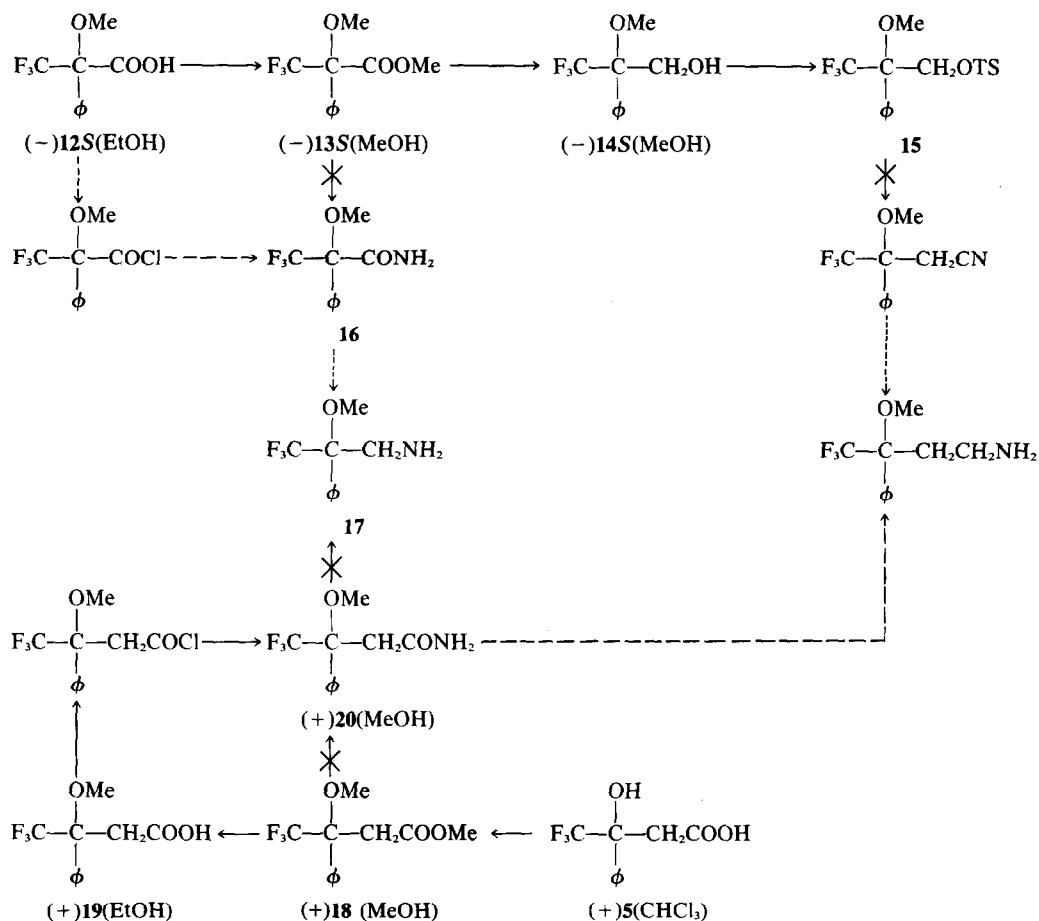 OMe OMe OMe OMe
F₃C—C—COOH F₃C—C—COOMe F₃C—C—CH₂OH F₃C—C—CH₂OTS
ϕ ϕ ϕ ϕ
(−)12S(EtOH) (−)13S(MeOH) (−)14S(MeOH) 15
OMe OMe OMe
F₃C—C—COCl F₃C—C—CONH₂ F₃C—C—CH₂CN
ϕ ϕ ϕ
16
OMe OMe
F₃C—C—CH₂NH₂ F₃C—C—CH₂CH₂NH₂
ϕ ϕ
17
OMe OMe
F₃C—C—CH₂COCl F₃C—C—CH₂CONH₂
ϕ ϕ
(+)20(MeOH)
OMe OMe OH
F₃C—C—CH₂COOH F₃C—C—CH₂COOMe F₃C—C—CH₂COOH
ϕ ϕ ϕ
(+)19(EtOH) (+)18 (MeOH) (+)5(CHCl₃)